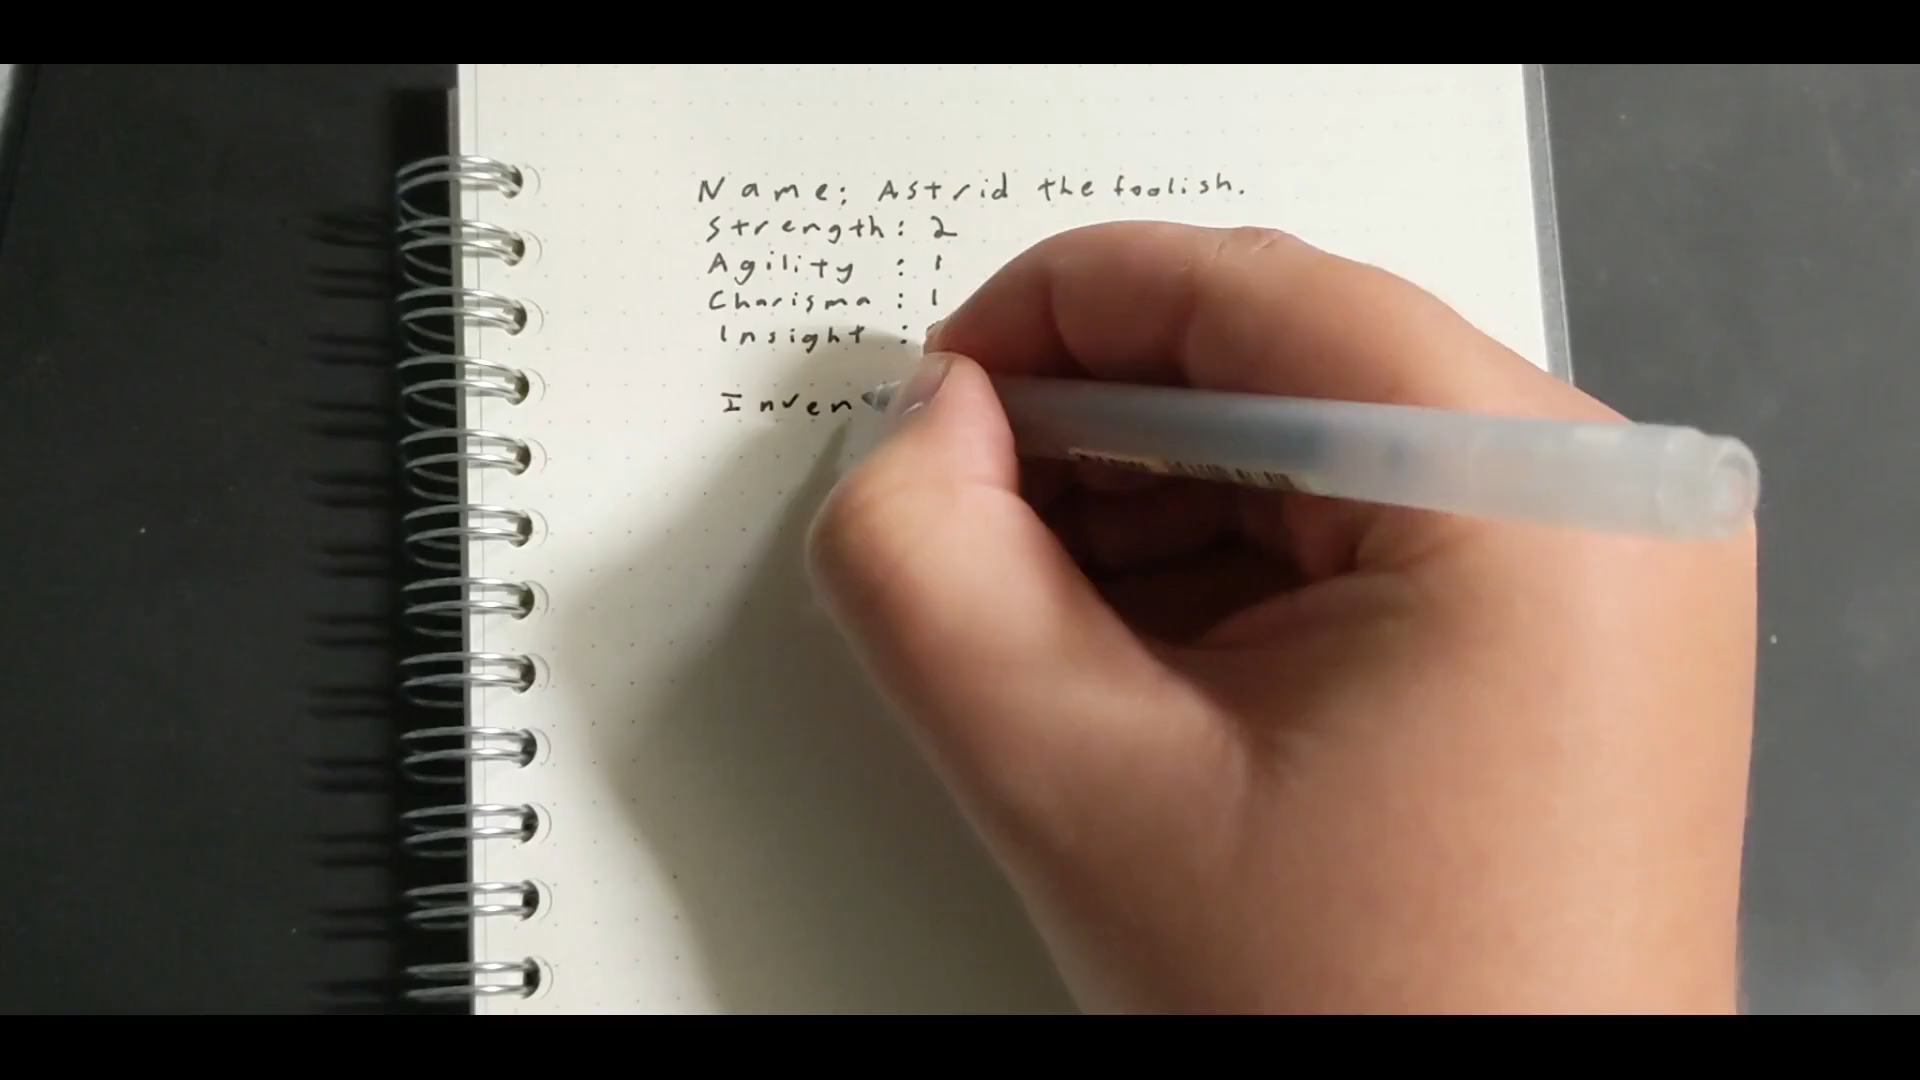 Name: Astrid the foolish.
Strength: 2
Agility : 1
Charisma : 1
Insight :
Inven